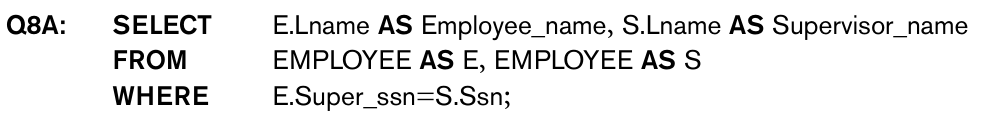 Q8A: SELECT E.Lname AS Employee_name, S.Lname AS Supervisor_name
FROM EMPLOYEE AS E, EMPLOYEE AS S
WHERE E.Super_ssn=S.Ssn;